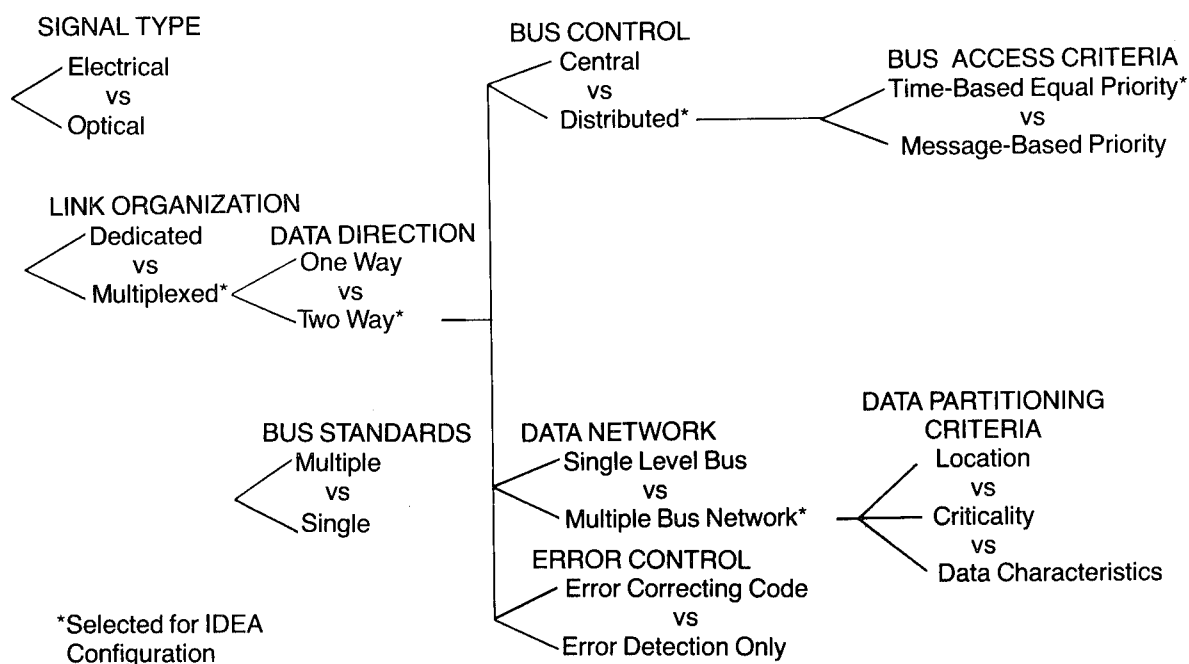 SIGNAL TYPE
Electrical
vs
Optical
LINK ORGANIZATION
Dedicated
vs
Multiplexed*
DATA DIRECTION
One Way
vs
Two Way*
BUS STANDARDS
Multiple
vs
Single
BUS CONTROL
Central
vs
Distributed*
BUS ACCESS CRITERIA
Time-Based Equal Priority*
vs
Message-Based Priority
DATA NETWORK
Single Level Bus
vs
Multiple Bus Network*
DATA PARTITIONING
CRITERIA
Location
vs
Criticality
vs
Data Characteristics
ERROR CONTROL
Error Correcting Code
vs
Error Detection Only
*Selected for IDEA
Configuration